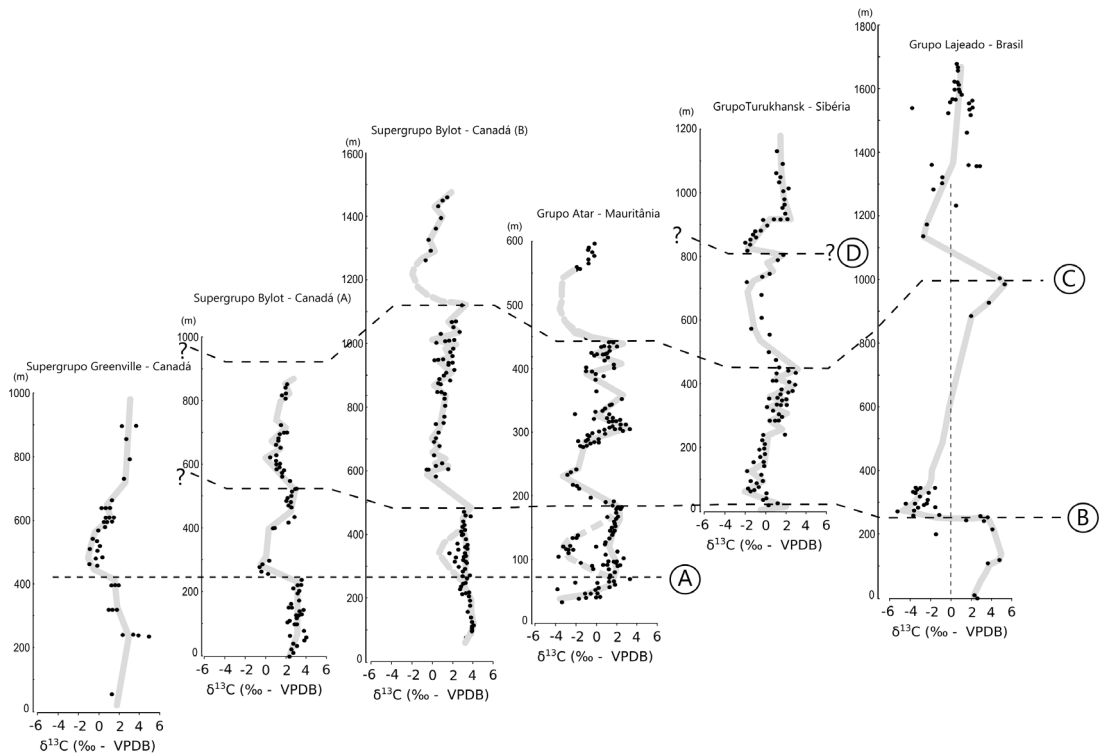 (m)
1800
Grupo Lajeado - Brasil
1600
1400
1200
1000
800
600
400
200
0
-6 -4 -2 0 2 4 6
δ¹³C (‰ - VPDB)
(m)
GrupoTurukhansk - Sibéria
1200
1000
800
600
400
200
0
-6 -4 -2 0 2 4 6
δ¹³C (‰ - VPDB)
? ? D
C
B
A
Supergrupo Bylot - Canadá (B)
(m)
1600
1400
1200
1000
800
600
400
200
0
-6 -4 -2 0 2 4 6
δ¹³C (‰ - VPDB)
Grupo Atar - Mauritânia
(m)
600
500
400
300
200
100
0
-6 -4 -2 0 2 4 6
δ¹³C (‰ - VPDB)
Supergrupo Bylot - Canadá (A)
(m)
1000
?
800
600
?
400
200
0
-6 -4 -2 0 2 4 6
δ¹³C (‰ - VPDB)
Supergrupo Greenville - Canadá
(m)
1000
800
600
400
200
0
-6 -4 -2 0 2 4 6
δ¹³C (‰ - VPDB)